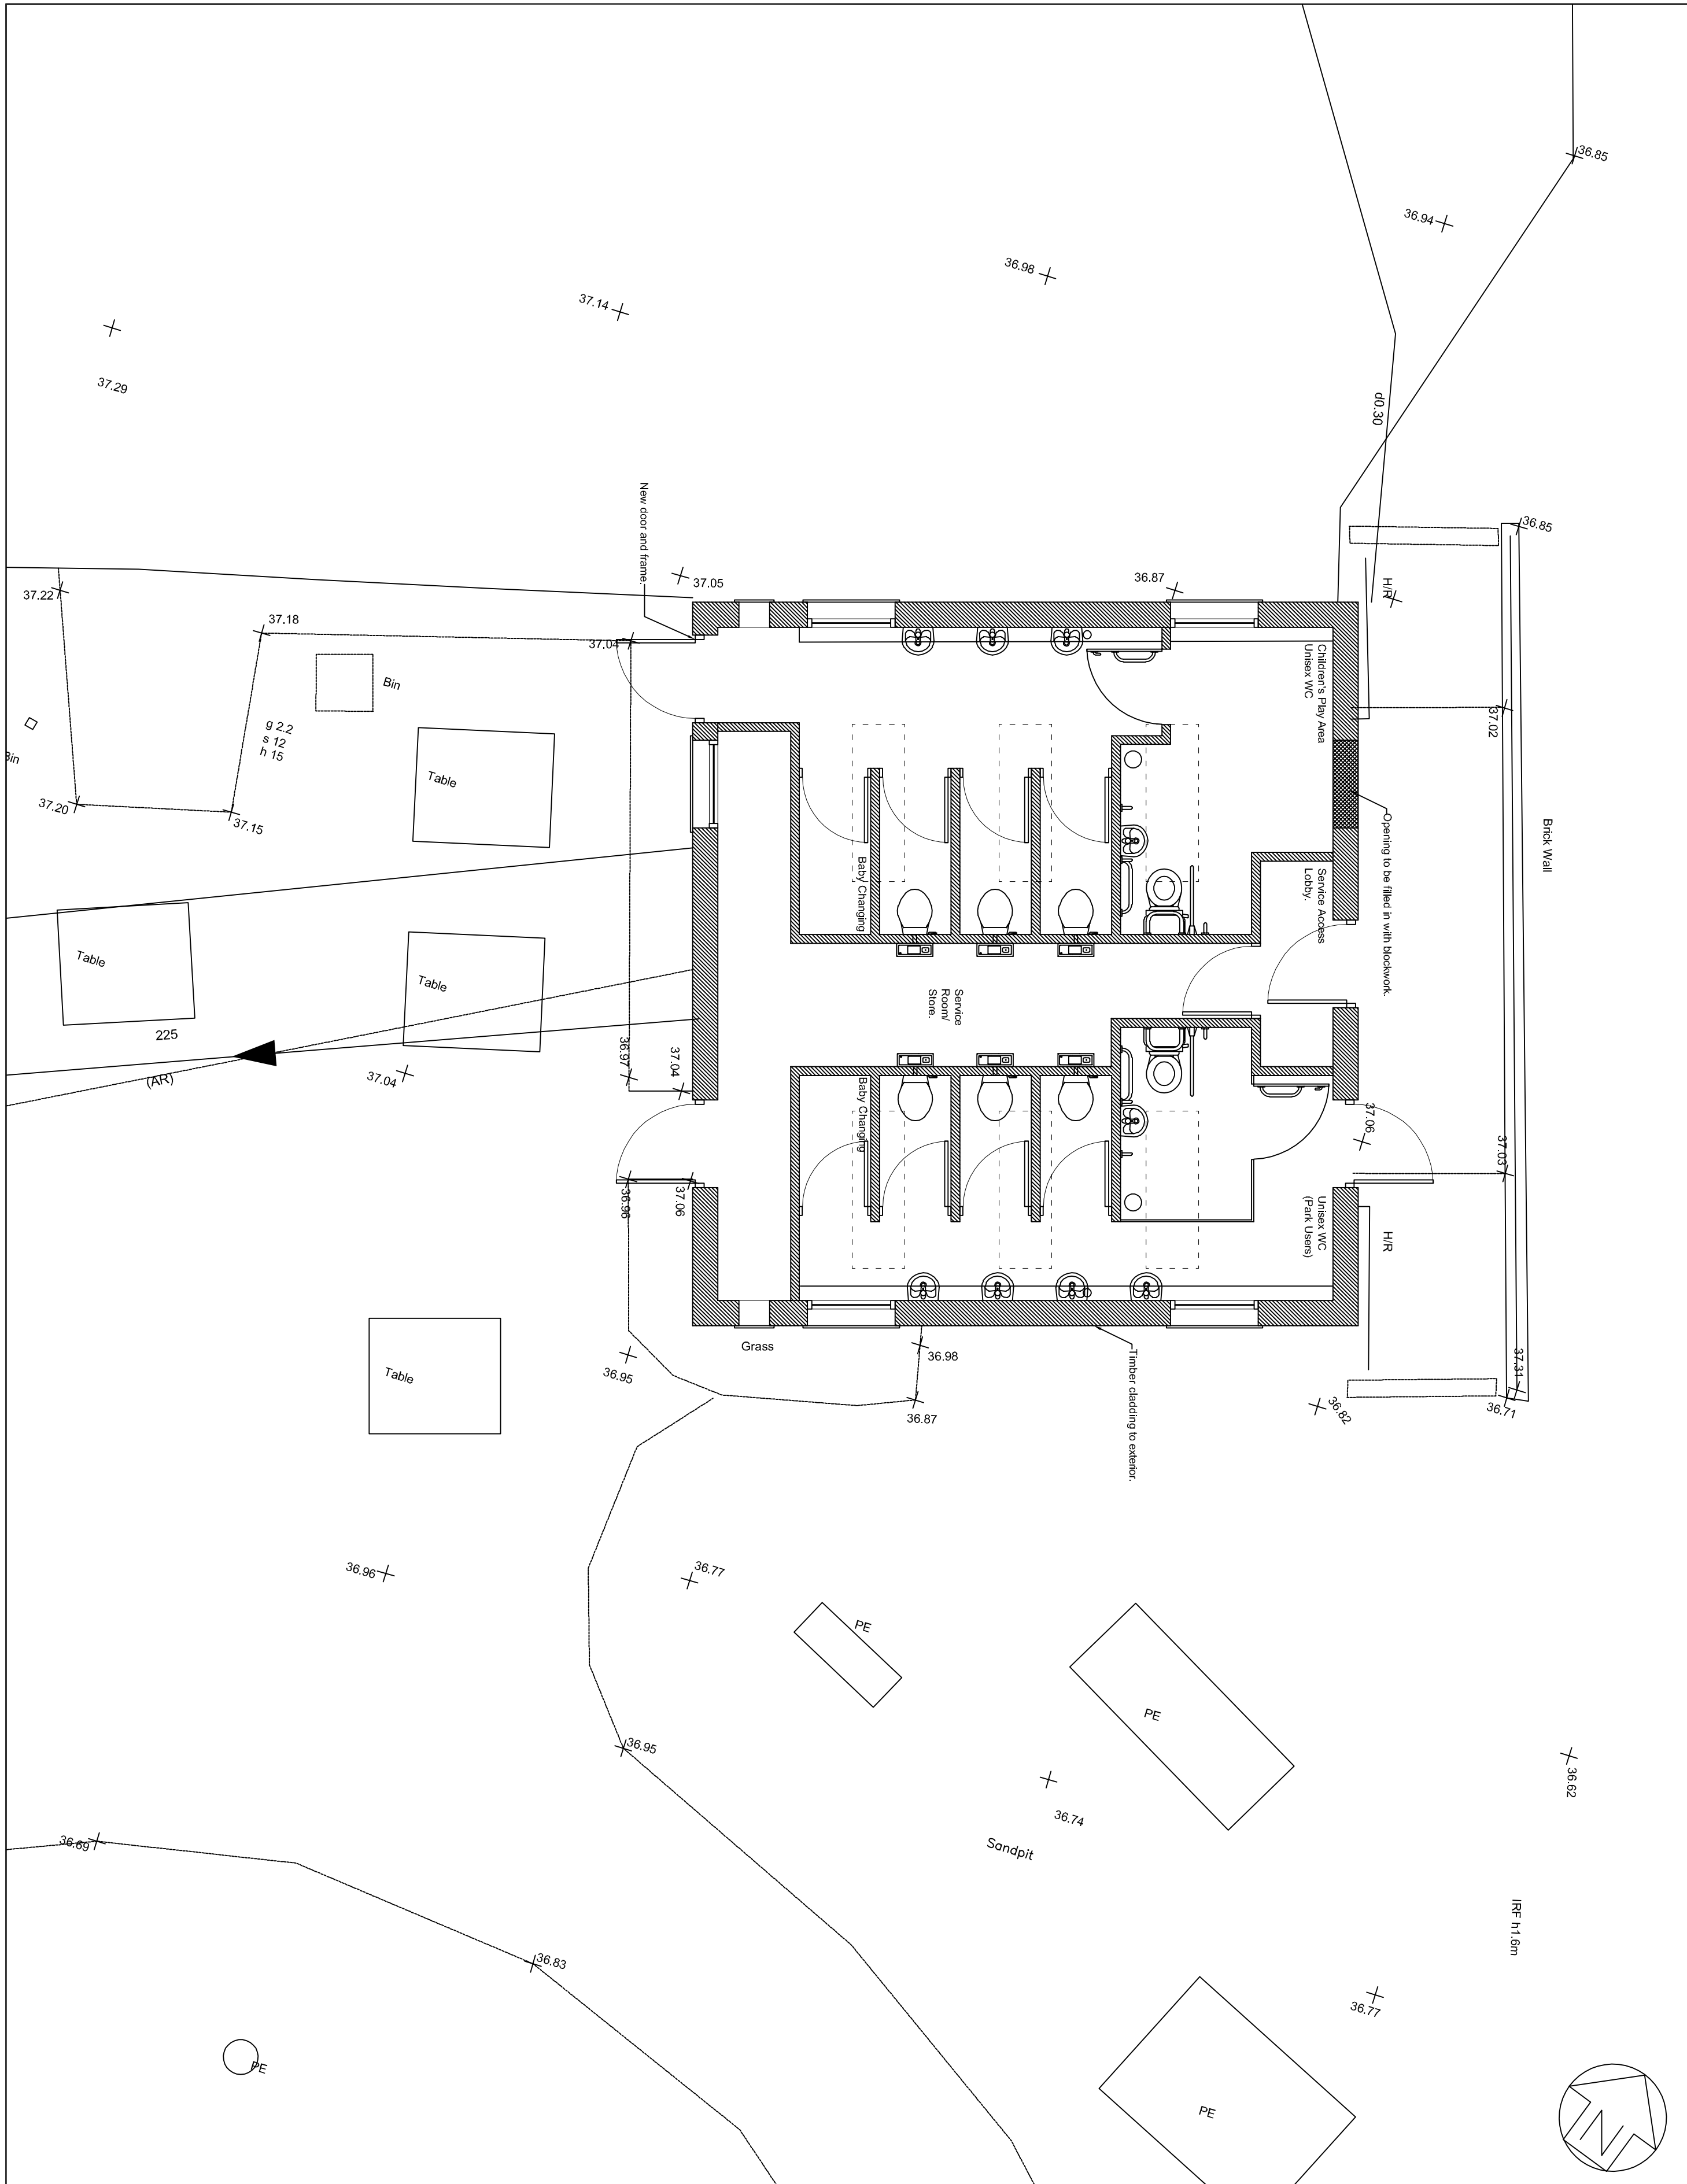 36.85
36.94
36.98
37.14
37.29
d0.30
New door and frame.
36.85
37.05
36.87
H/R
37.22
37.18
37.04
Bin
Children's Play Area
Unisex WC
37.02
g 2.2
s 12
h 15
Bin
Table
37.20
37.15
Opening to be filled in with blockwork.
Brick Wall
Baby Changing
Service Access
Lobby.
Table
Table
Service
Room/
Store.
225
(AR)
37.04
36.97
37.04
Baby Changing
37.06
37.03
36.96
37.06
Unisex WC
(Park Users)
H/R
Table
Grass
36.98
36.95
36.87
Timber cladding to exterior.
36.82
37.31
36.71
36.96
36.77
PE
PE
36.95
36.62
36.74
Sandpit
36.69
IRF h1.6m
36.83
36.77
PE
PE
N